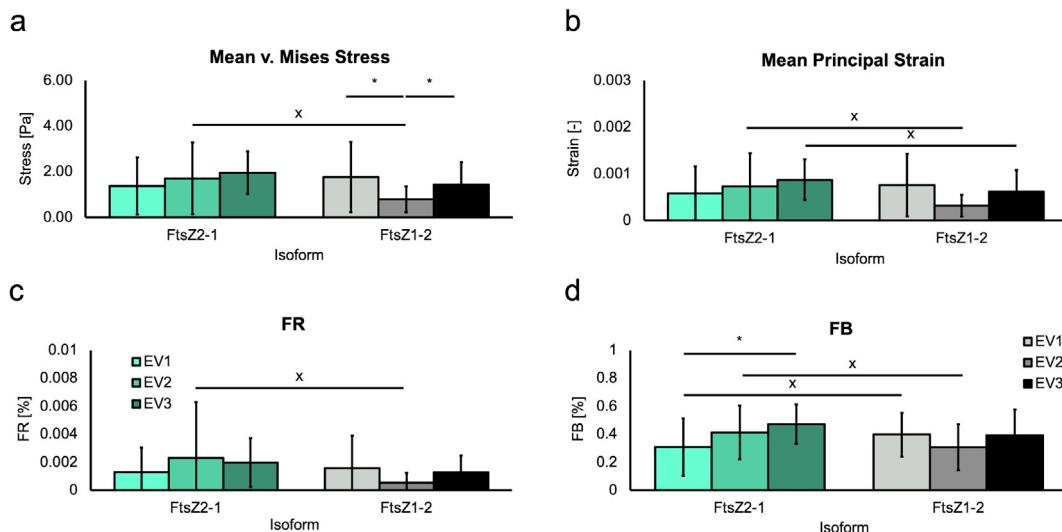 a
Mean v. Mises Stress
6.00
4.00
2.00
0.00
Stress [Pa]
* *
x
FtsZ2-1 FtsZ1-2
Isoform
b
Mean Principal Strain
0.003
0.002
0.001
0
Strain [-]
x
x
FtsZ2-1 FtsZ1-2
Isoform
c
FR
0.01
0.008
0.006
0.004
0.002
0
FR [%]
EV1
EV2
EV3
x
FtsZ2-1 FtsZ1-2
Isoform
d
FB
1
0.8
0.6
0.4
0.2
0
FB [%]
*
x
x
EV1
EV2
EV3
FtsZ2-1 FtsZ1-2
Isoform